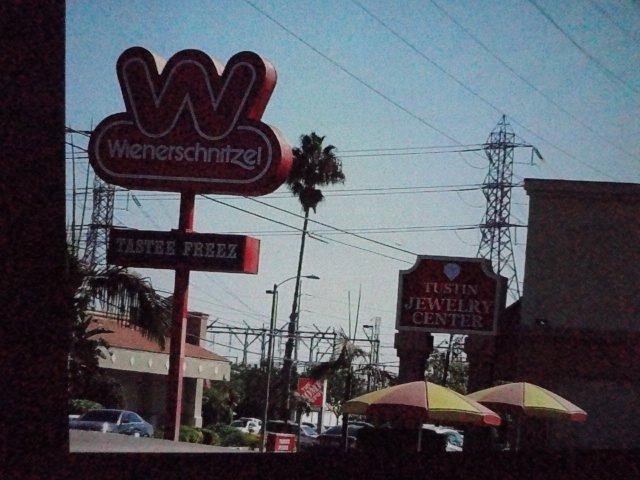 W
Wienerschnitzel
TASTEE FREEZ
TUSTIN
JEWELRY
CENTER